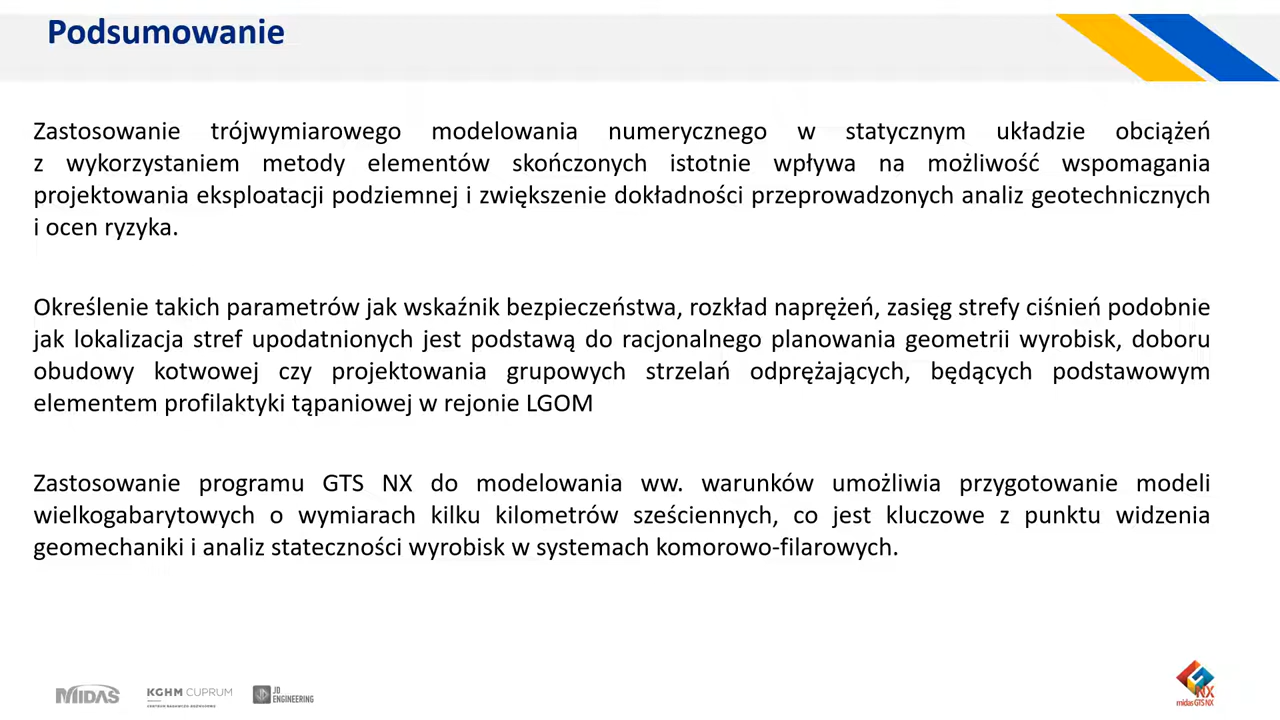 Podsumowanie
Zastosowanie trójwymiarowego modelowania numerycznego w statycznym układzie obciążeń
z wykorzystaniem metody elementów skończonych istotnie wpływa na możliwość wspomagania
projektowania eksploatacji podziemnej i zwiększenie dokładności przeprowadzonych analiz geotechnicznych
i ocen ryzyka.
Określenie takich parametrów jak wskaźnik bezpieczeństwa, rozkład naprężeń, zasięg strefy ciśnień podobnie
jak lokalizacja stref upodatnionych jest podstawą do racjonalnego planowania geometrii wyrobisk, doboru
obudowy kotwowej czy projektowania grupowych strzelań odprężających, będących podstawowym
elementem profilaktyki tąpaniowej w rejonie LGOM
Zastosowanie programu GTS NX do modelowania ww. warunków umożliwia przygotowanie modeli
wielkogabarytowych o wymiarach kilku kilometrów sześciennych, co jest kluczowe z punktu widzenia
geomechaniki i analiz stateczności wyrobisk w systemach komorowo-filarowych.
MIDAS
KGHM CUPRUM
CENTRUM BADAWCZO-ROZWOJOWE
JD
ENGINEERING
NX
midas GTS NX